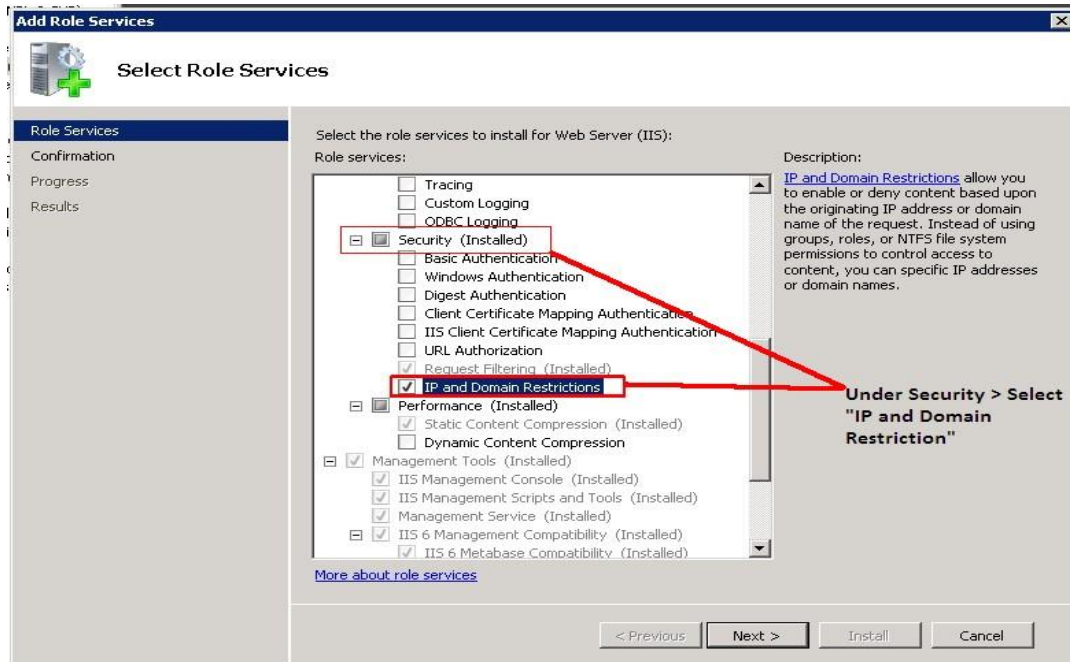 Add Role Services
Select Role Services
Role Services
Confirmation
Progress
Results
Select the role services to install for Web Server (IIS):
Role services:
Tracing
Custom Logging
ODBC Logging
Security (Installed)
Basic Authentication
Windows Authentication
Digest Authentication
Client Certificate Mapping Authentication
IIS Client Certificate Mapping Authentication
URL Authorization
Request Filtering (Installed)
IP and Domain Restrictions
Performance (Installed)
Static Content Compression (Installed)
Dynamic Content Compression
Management Tools (Installed)
IIS Management Console (Installed)
IIS Management Scripts and Tools (Installed)
Management Service (Installed)
IIS 6 Management Compatibility (Installed)
IIS 6 Metabase Compatibility (Installed)
More about role services
Description:
IP and Domain Restrictions allow you
to enable or deny content based upon
the originating IP address or domain
name of the request. Instead of using
groups, roles, or NTFS file system
permissions to control access to
content, you can specific IP addresses
or domain names.
Under Security > Select
"IP and Domain
Restriction"
< Previous
Next >
Install
Cancel